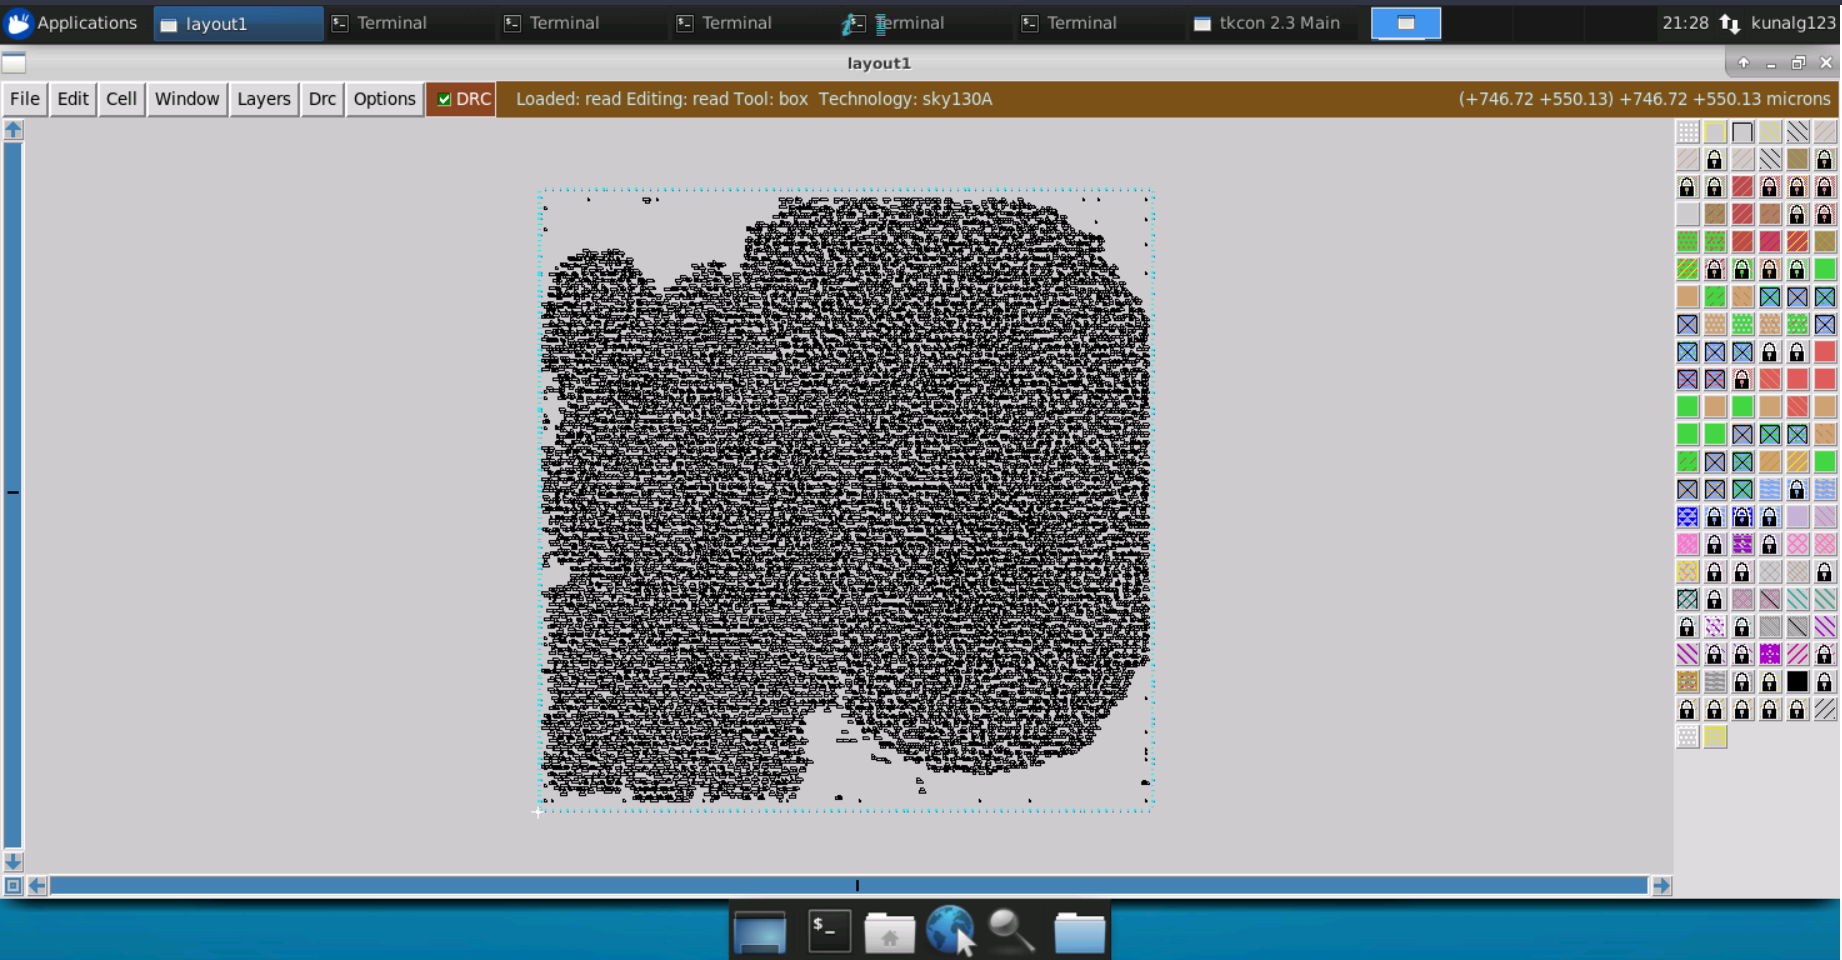 Applications layout1 Terminal Terminal Terminal Terminal Terminal tkcon 2.3 Main 21:28 kunalg123
layout1
File Edit Cell Window Layers Drc Options DRC Loaded: read Editing: read Tool: box Technology: sky130A (+746.72 +550.13) +746.72 +550.13 microns
$_